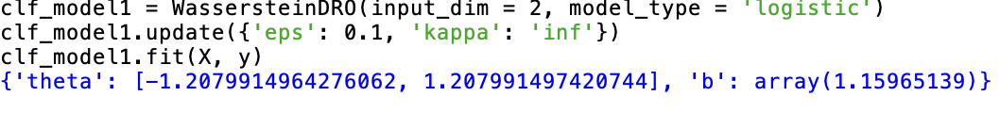 clf_model1 = WassersteinDRO(input_dim = 2, model_type = 'logistic')
clf_model1.update({'eps': 0.1, 'kappa': 'inf'})
clf_model1.fit(X, y)
{'theta': [-1.2079914964276062, 1.207991497420744], 'b': array(1.15965139)}